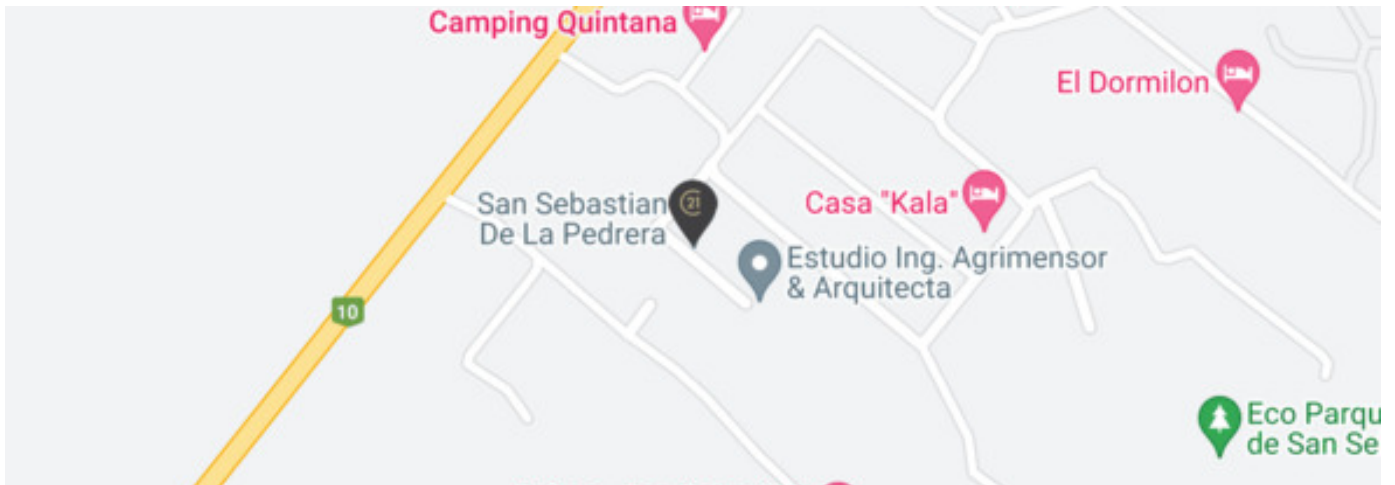 Camping Quintana
El Dormilon
San Sebastian
De La Pedrera
21
Casa "Kala"
Estudio Ing. Agrimensor
& Arquitecta
10
Eco Parqu
de San Se